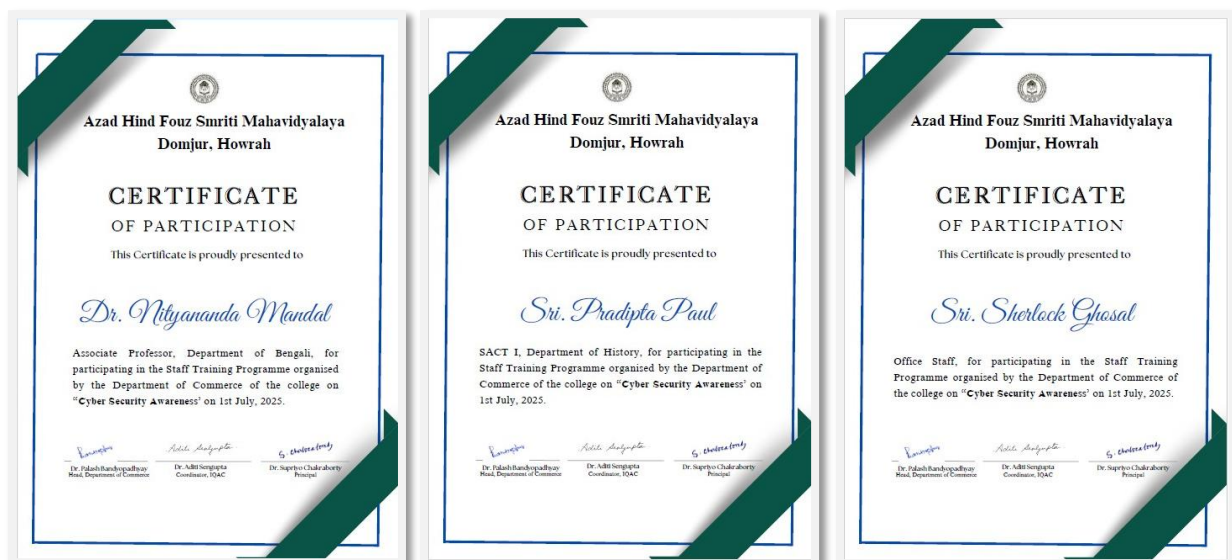 Azad Hind Fouz Smriti Mahavidyalaya
Domjur, Howrah
CERTIFICATE
OF PARTICIPATION
This Certificate is proudly presented to
Dr. Nityananda Mandal
Associate Professor, Department of Bengali, for
participating in the Staff Training Programme organised
by the Department of Commerce of the college on
“Cyber Security Awareness’ on 1st July, 2025.
S. Chakraborty
Dr. Palash Bandyopadhyay
Head, Department of Commerce
Aditi Sengupta
Dr. Aditi Sengupta
Coordinator, IQAC
Dr. Supriyo Chakraborty
Principal
Azad Hind Fouz Smriti Mahavidyalaya
Domjur, Howrah
CERTIFICATE
OF PARTICIPATION
This Certificate is proudly presented to
Sri. Pradipta Paul
SACT I, Department of History, for participating in the
Staff Training Programme organised by the Department of
Commerce of the college on “Cyber Security Awareness’ on
1st July, 2025.
Aditi Sengupta
S. Chakraborty
Dr. Palash Bandyopadhyay
Head, Department of Commerce
Dr. Aditi Sengupta
Coordinator, IQAC
Dr. Supriyo Chakraborty
Principal
Azad Hind Fouz Smriti Mahavidyalaya
Domjur, Howrah
CERTIFICATE
OF PARTICIPATION
This Certificate is proudly presented to
Sri. Sherlock Ghosal
Office Staff, for participating in the Staff Training
Programme organised by the Department of Commerce of
the college on “Cyber Security Awareness’ on 1st July, 2025.
Aditi Sengupta
S. Chakraborty
Dr. Palash Bandyopadhyay
Head, Department of Commerce
Dr. Aditi Sengupta
Coordinator, IQAC
Dr. Supriyo Chakraborty
Principal